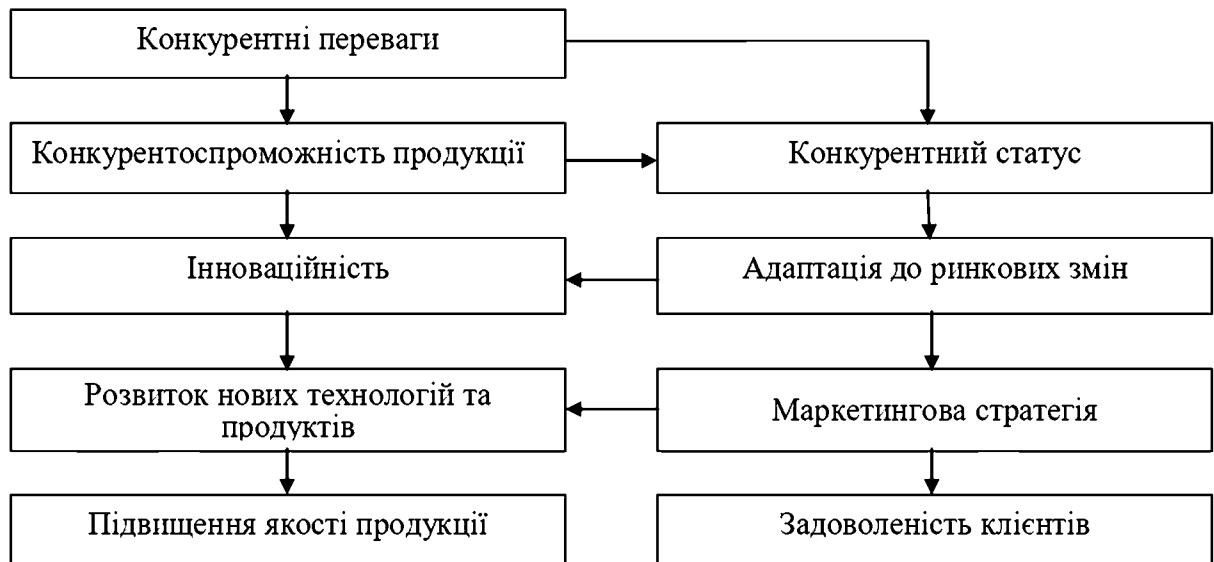 Конкурентні переваги
Конкурентоспроможність продукції
Конкурентний статус
Інноваційність
Адаптація до ринкових змін
Розвиток нових технологій та
продуктів
Маркетингова стратегія
Підвищення якості продукції
Задоволеність клієнтів